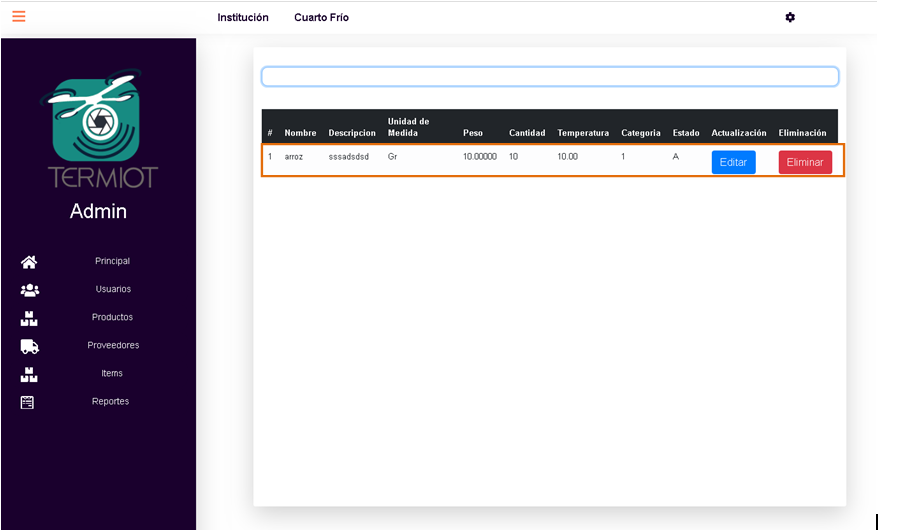 Institución Cuarto Frío
TERMIOT
Admin
Principal
Usuarios
Productos
Proveedores
Items
Reportes
# Nombre Descripcion Unidad de Medida Peso Cantidad Temperatura Categoria Estado Actualización Eliminación
1 arroz sssadsdsd Gr 10.00000 10 10.00 1 A Editar Eliminar